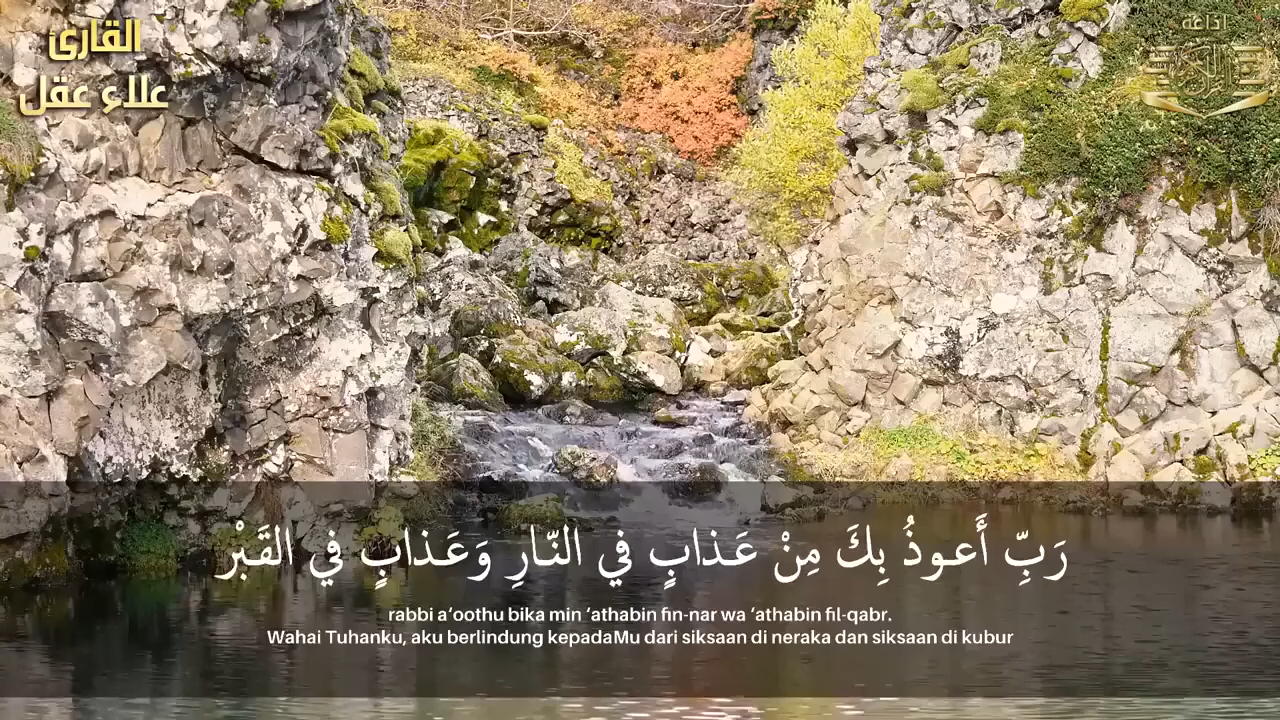 القارئ
علاء عقل
إذاعة
رَبِّ أَعوذُ بِكَ مِنْ عَذابٍ في النّارِ وَعَذابٍ في القَبْر
rabbi a‘oothu bika min ‘athabin fin-nar wa ‘athabin fil-qabr.
Wahai Tuhanku, aku berlindung kepadaMu dari siksaan di neraka dan siksaan di kubur